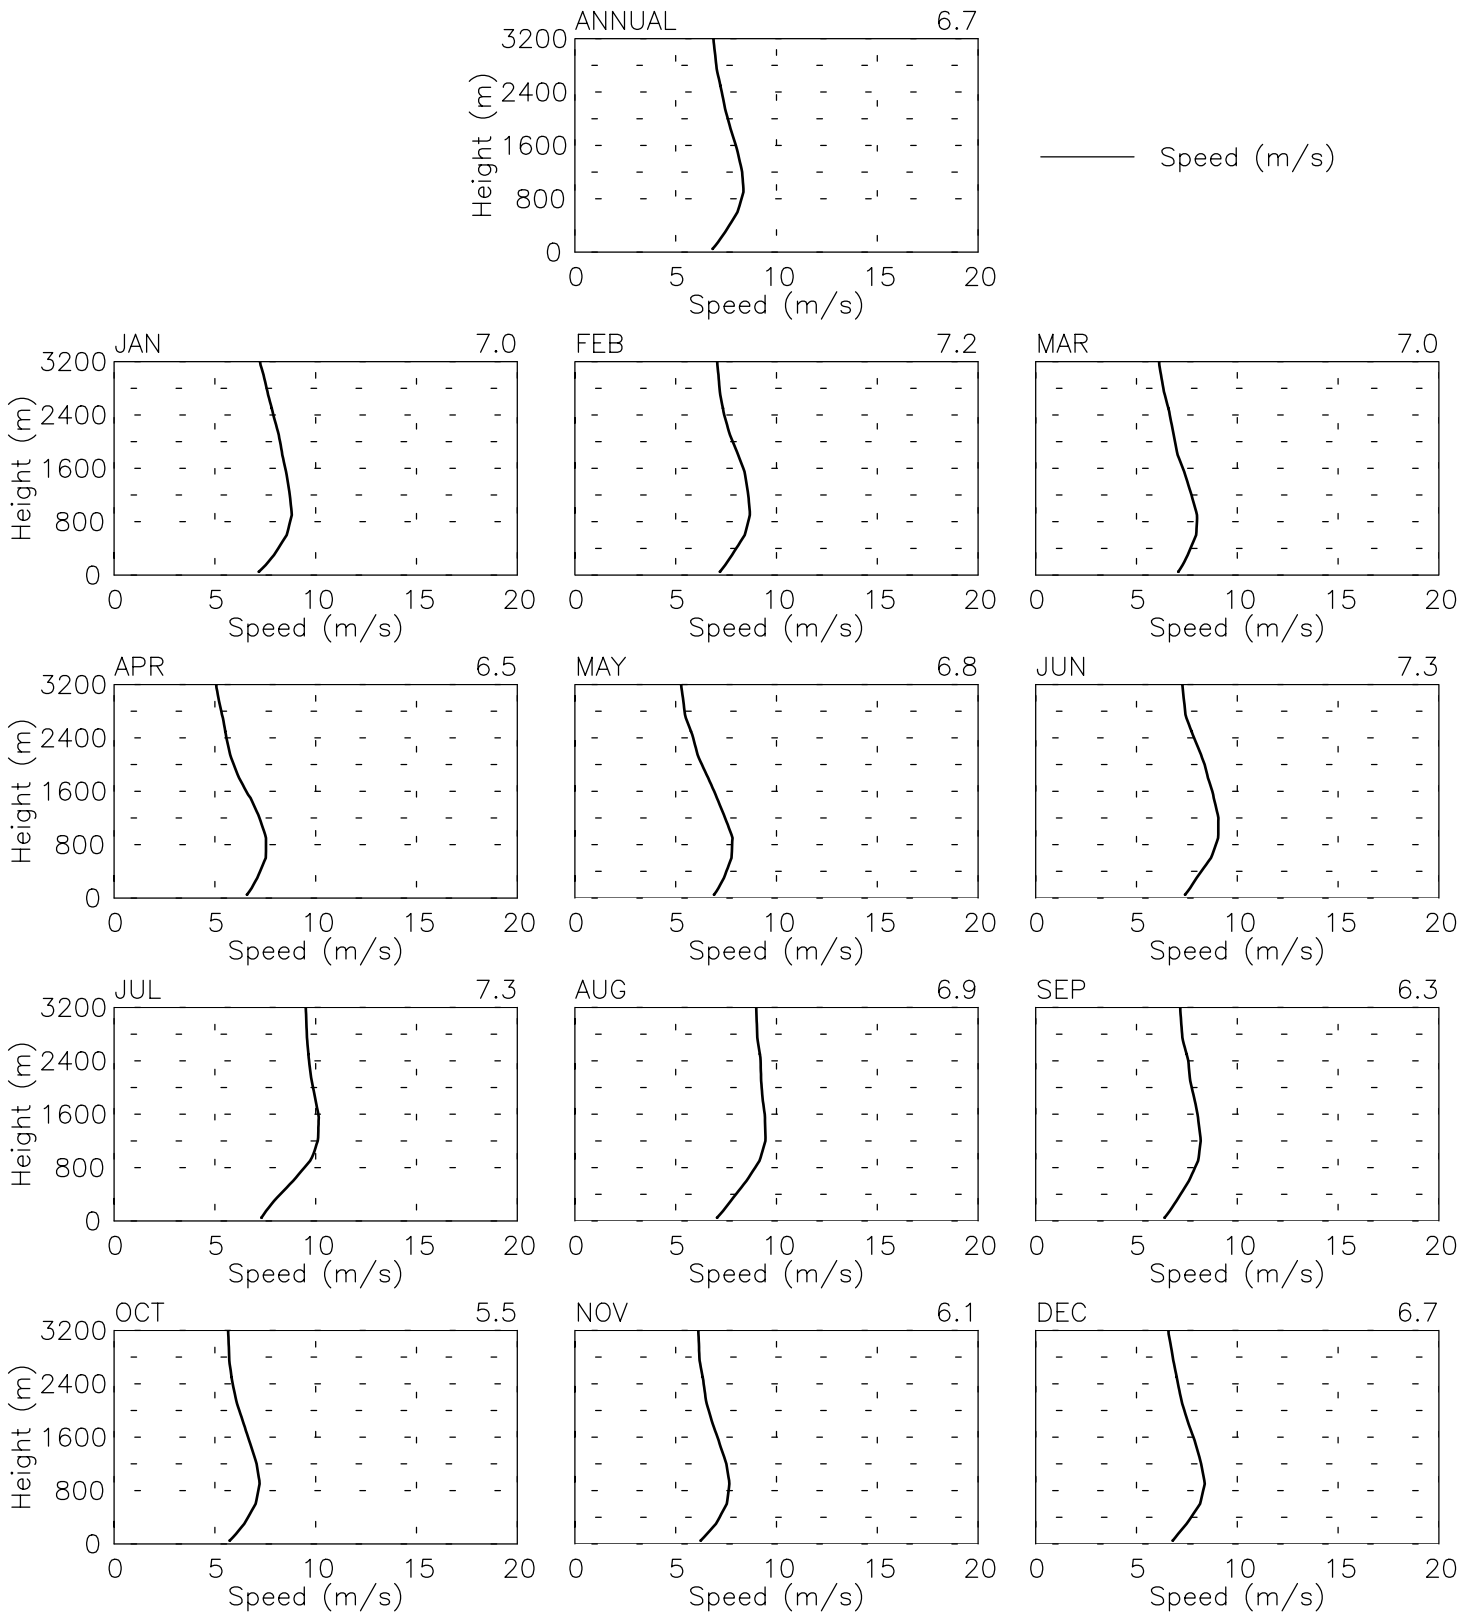 ANNUAL 6.7
3200
2400
1600
800
0
Height (m)
0 5 10 15 20
Speed (m/s)
Speed (m/s)
JAN 7.0
3200
2400
1600
800
0
Height (m)
0 5 10 15 20
Speed (m/s)
FEB 7.2
0 5 10 15 20
Speed (m/s)
MAR 7.0
0 5 10 15 20
Speed (m/s)
APR 6.5
3200
2400
1600
800
0
Height (m)
0 5 10 15 20
Speed (m/s)
MAY 6.8
0 5 10 15 20
Speed (m/s)
JUN 7.3
0 5 10 15 20
Speed (m/s)
JUL 7.3
3200
2400
1600
800
0
Height (m)
0 5 10 15 20
Speed (m/s)
AUG 6.9
0 5 10 15 20
Speed (m/s)
SEP 6.3
0 5 10 15 20
Speed (m/s)
OCT 5.5
3200
2400
1600
800
0
Height (m)
0 5 10 15 20
Speed (m/s)
NOV 6.1
0 5 10 15 20
Speed (m/s)
DEC 6.7
0 5 10 15 20
Speed (m/s)